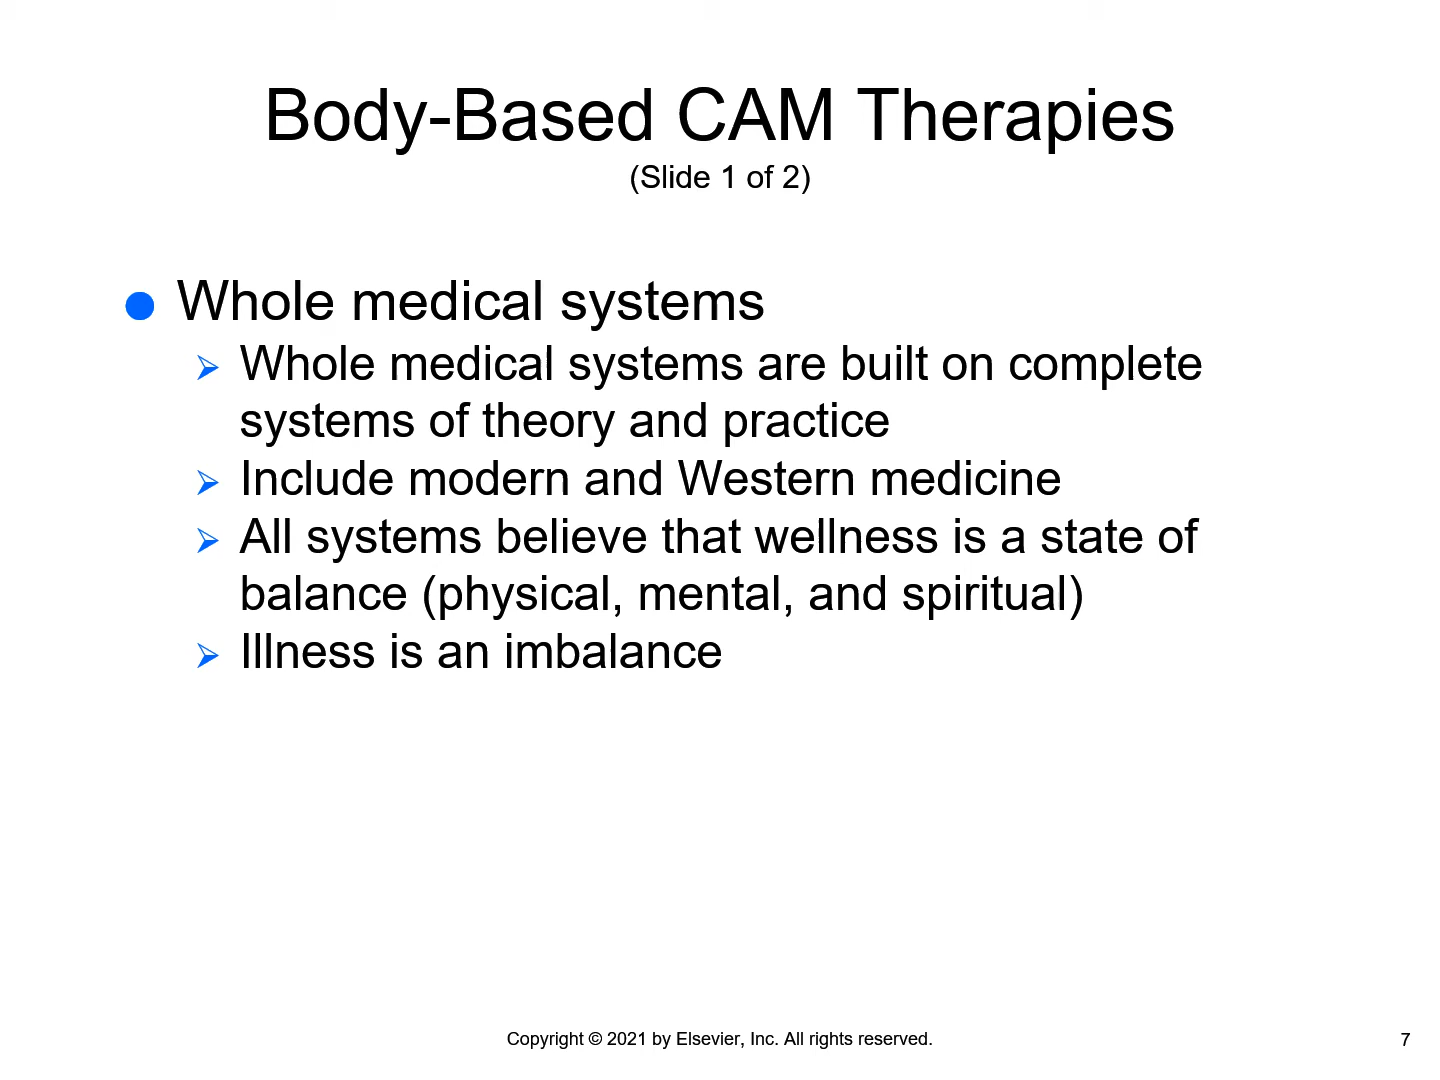 Body-Based CAM Therapies
(Slide 1 of 2)
Whole medical systems
Whole medical systems are built on complete
systems of theory and practice
Include modern and Western medicine
All systems believe that wellness is a state of
balance (physical, mental, and spiritual)
Illness is an imbalance
Copyright © 2021 by Elsevier, Inc. All rights reserved.
7